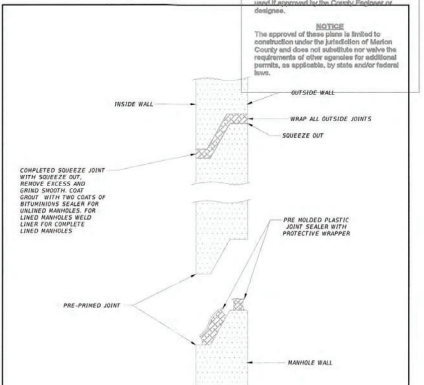 used if approved by the County Engineer or
designee.
NOTICE
The approval of these plans is limited to
construction under the jurisdiction of Marion
County and does not substitute nor waive the
requirements of other agencies for additional
permits, as applicable, by state and/or federal
laws.
OUTSIDE WALL
INSIDE WALL
WRAP ALL OUTSIDE JOINTS
SQUEEZE OUT
COMPLETED SQUEEZE JOINT
WITH SQUEEZE OUT,
REMOVE EXCESS AND
GRIND SMOOTH. COAT
GROUT WITH TWO COATS OF
BITUMINIONS SEALER FOR
UNLINED MANHOLES. FOR
LINED MANHOLES WELD
LINER FOR COMPLETE
LINED MANHOLES
PRE MOLDED PLASTIC
JOINT SEALER WITH
PROTECTIVE WRAPPER
PRE-PRIMED JOINT
MANHOLE WALL